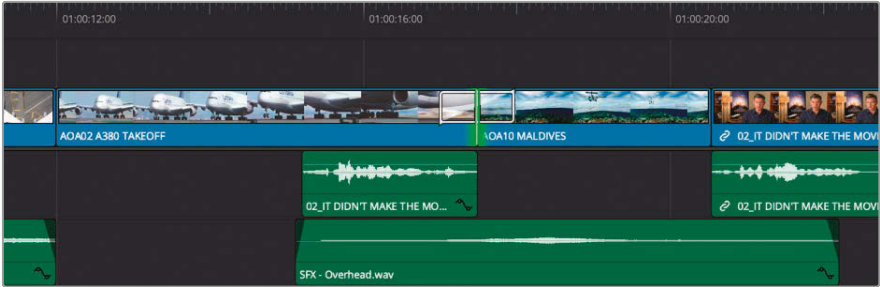 01:00:12:00
01:00:16:00
01:00:20:00
AOA02 A380 TAKEOFF
AOA10 MALDIVES
02_IT DIDN'T MAKE THE MOVI
02_IT DIDN'T MAKE THE MO...
02_IT DIDN'T MAKE THE MOVI
SFX - Overhead.wav